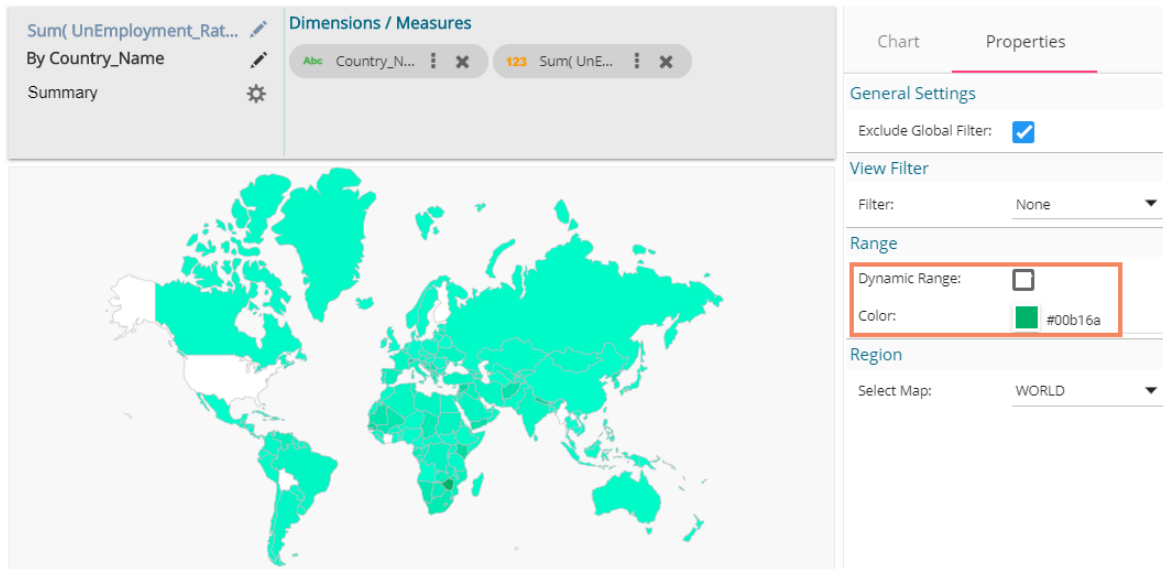 Sum( UnEmployment_Rat...
By Country_Name
Summary
Dimensions / Measures
Abc Country_N...
123 Sum( UnE...
Chart Properties
General Settings
Exclude Global Filter:
View Filter
Filter: None
Range
Dynamic Range:
Color: #00b16a
Region
Select Map: WORLD